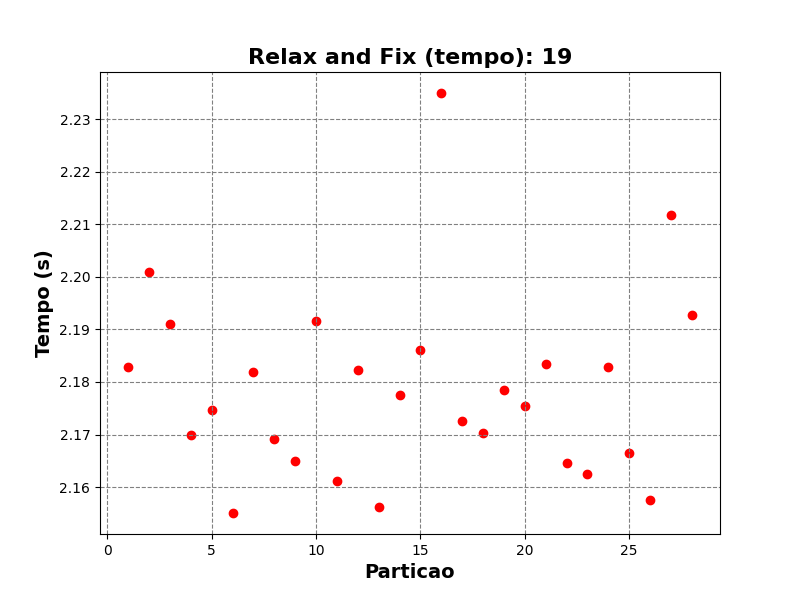 Relax and Fix (tempo): 19
2.23
2.22
2.21
2.20
2.19
2.18
2.17
2.16
Tempo (s)
0 5 10 15 20 25
Particao